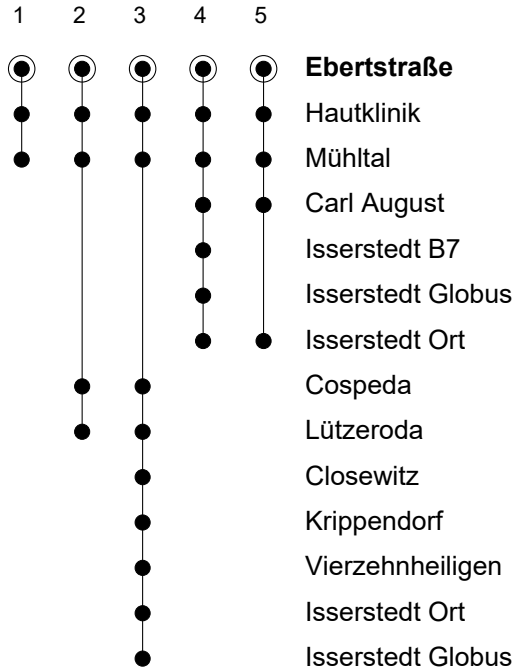 1 2 3 4 5
Ebertstraße
Hautklinik
Mühltal
Carl August
Isserstedt B7
Isserstedt Globus
Isserstedt Ort
Cospeda
Lützeroda
Closewitz
Krippendorf
Vierzehnheiligen
Isserstedt Ort
Isserstedt Globus